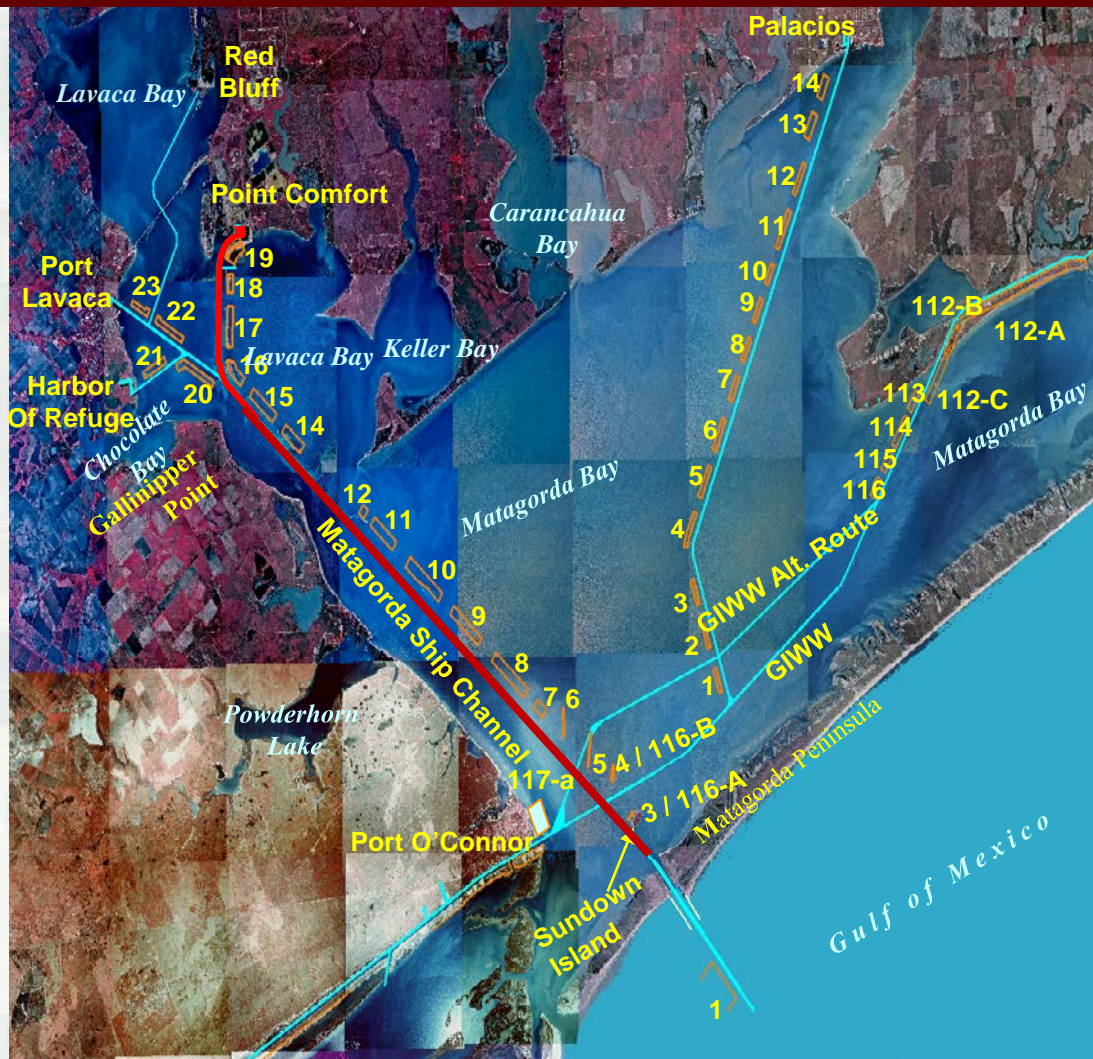 Palacios
Red
Bluff
Lavaca Bay
14
13
12
Point Comfort
Carancahua
Bay
11
19
Port
Lavaca
18
10
23
22
9
17
112-B
112-A
8
16
Lavaca Bay
Keller Bay
21
20
7
Harbor
Of Refuge
15
113
112-C
Chocolate
Bay
14
6
114
Matagorda Bay
Gallinipper
Point
5
115
116
12
11
Matagorda Bay
4
Matagorda Ship Channel
10
GIWW Alt. Route
3
9
2
GIWW
8
1
7
6
Powderhorn
Lake
5
4 / 116-B
Matagorda Peninsula
117-a
3 / 116-A
Port O’Connor
Sundown
Island
Gulf of Mexico
1